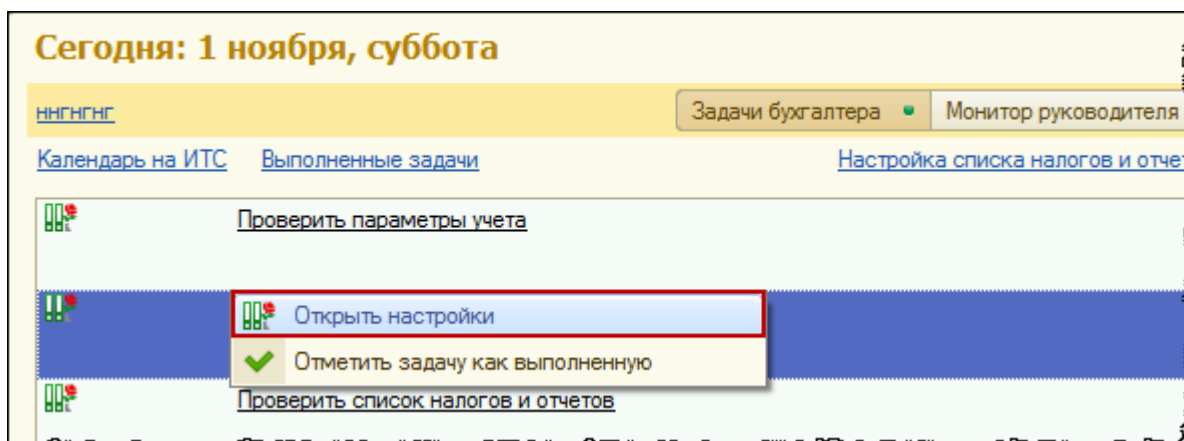 Сегодня: 1 ноября, суббота
ннгнгнг
Задачи бухгалтера
Монитор руководителя
Календарь на ИТС
Выполненные задачи
Настройка списка налогов и
Проверить параметры учета
Открыть настройки
Отметить задачу как выполненную
Проверить список налогов и отчетов